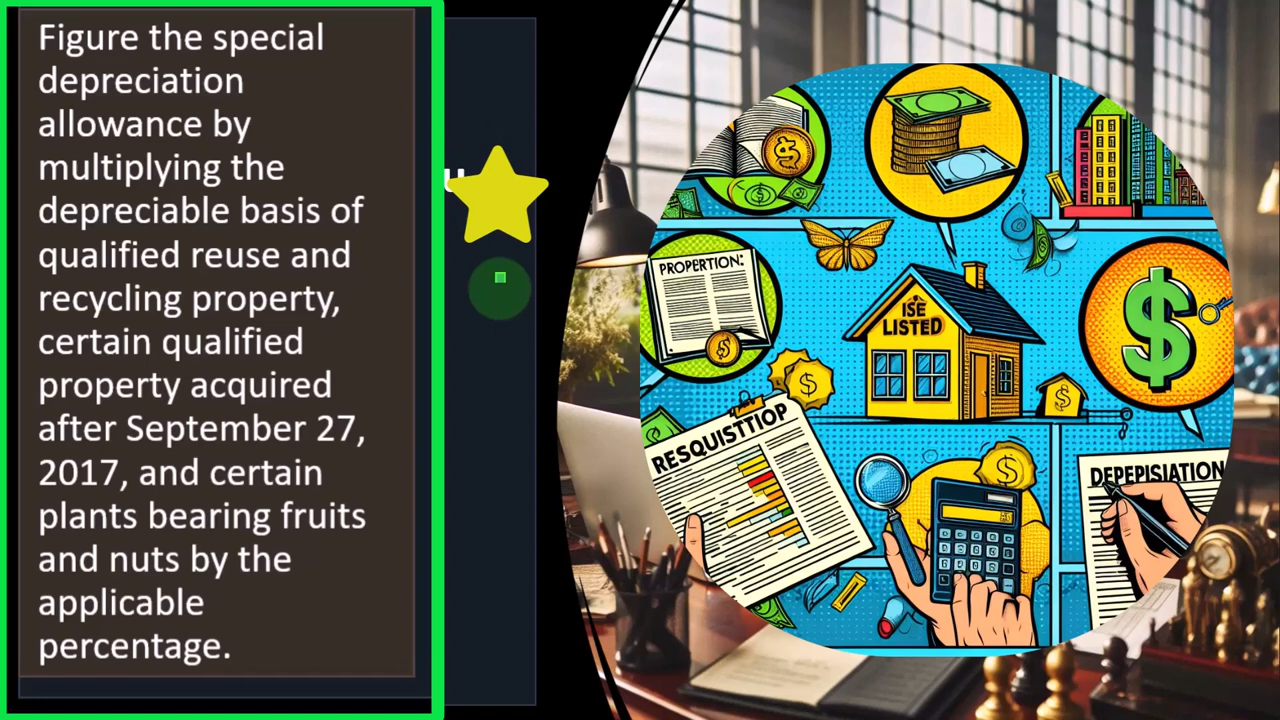 Figure the special
depreciation
allowance by
multiplying the
depreciable basis of
qualified reuse and
recycling property,
certain qualified
property acquired
after September 27,
2017, and certain
plants bearing fruits
and nuts by the
applicable
percentage.
PROPERTION:
ISE
LISTED
RESQUISTTIOP
DEPEPISIATION